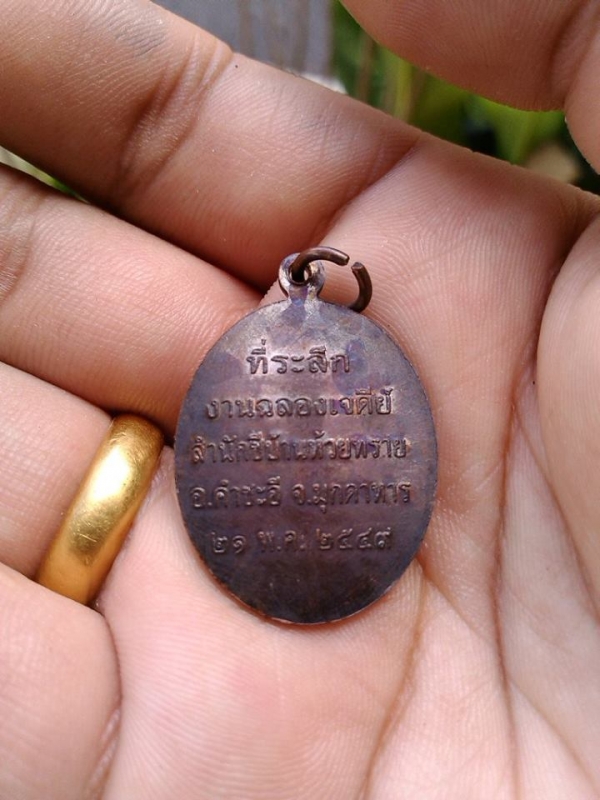 ที่ระลึก
งานฉลองเจดีย์
สำนักชีบ้านห้วยทราย
อ.คำชะอี จ.มุกดาหาร
๒๑ พ.ค. ๒๕๔๙